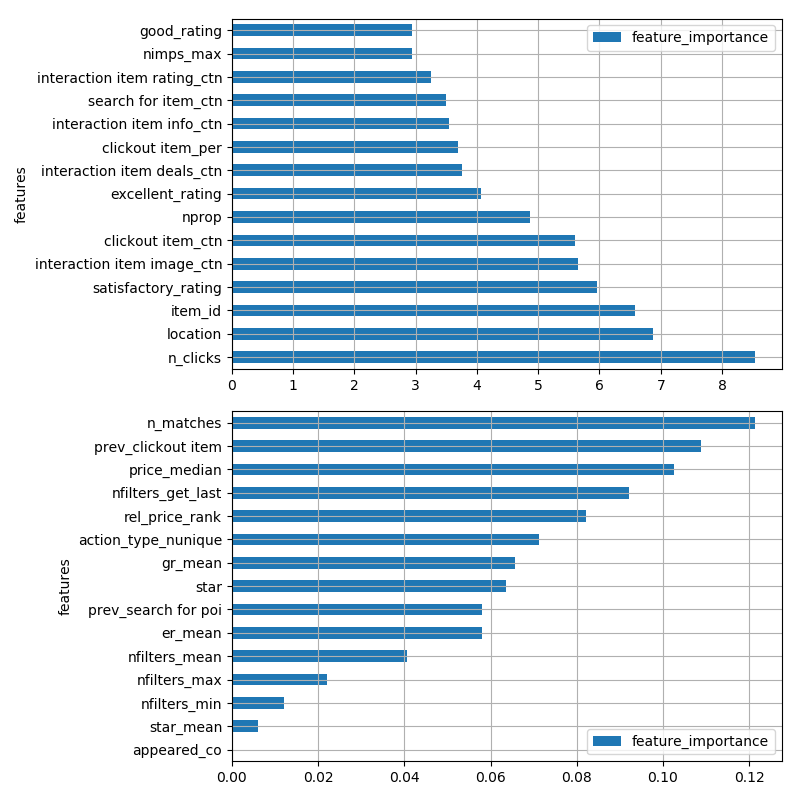 good_rating
nimps_max
interaction item rating_ctn
search for item_ctn
interaction item info_ctn
clickout item_per
interaction item deals_ctn
excellent_rating
nprop
clickout item_ctn
interaction item image_ctn
satisfactory_rating
item_id
location
n_clicks
features
feature_importance
0 1 2 3 4 5 6 7 8
n_matches
prev_clickout item
price_median
nfilters_get_last
rel_price_rank
action_type_nunique
gr_mean
star
prev_search for poi
er_mean
nfilters_mean
nfilters_max
nfilters_min
star_mean
appeared_co
features
feature_importance
0.00 0.02 0.04 0.06 0.08 0.10 0.12